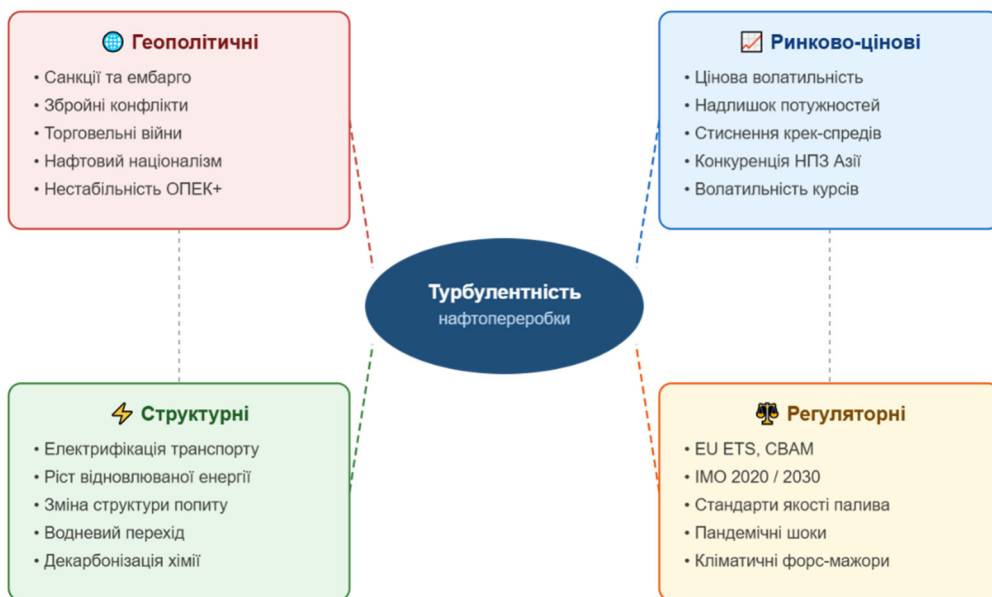 Геополітичні
• Санкції та ембарго
• Збройні конфлікти
• Торговельні війни
• Нафтовий націоналізм
• Нестабільність ОПЕК+
Ринково-цінові
• Цінова волатильність
• Надлишок потужностей
• Стиснення крек-спредів
• Конкуренція НПЗ Азії
• Волатильність курсів
Турбулентність
нафтопереробки
Структурні
• Електрифікація транспорту
• Ріст відновлюваної енергії
• Зміна структури попиту
• Водневий перехід
• Декарбонізація хімії
Регуляторні
• EU ETS, CBAM
• IMO 2020 / 2030
• Стандарти якості палива
• Пандемічні шоки
• Кліматичні форс-мажори